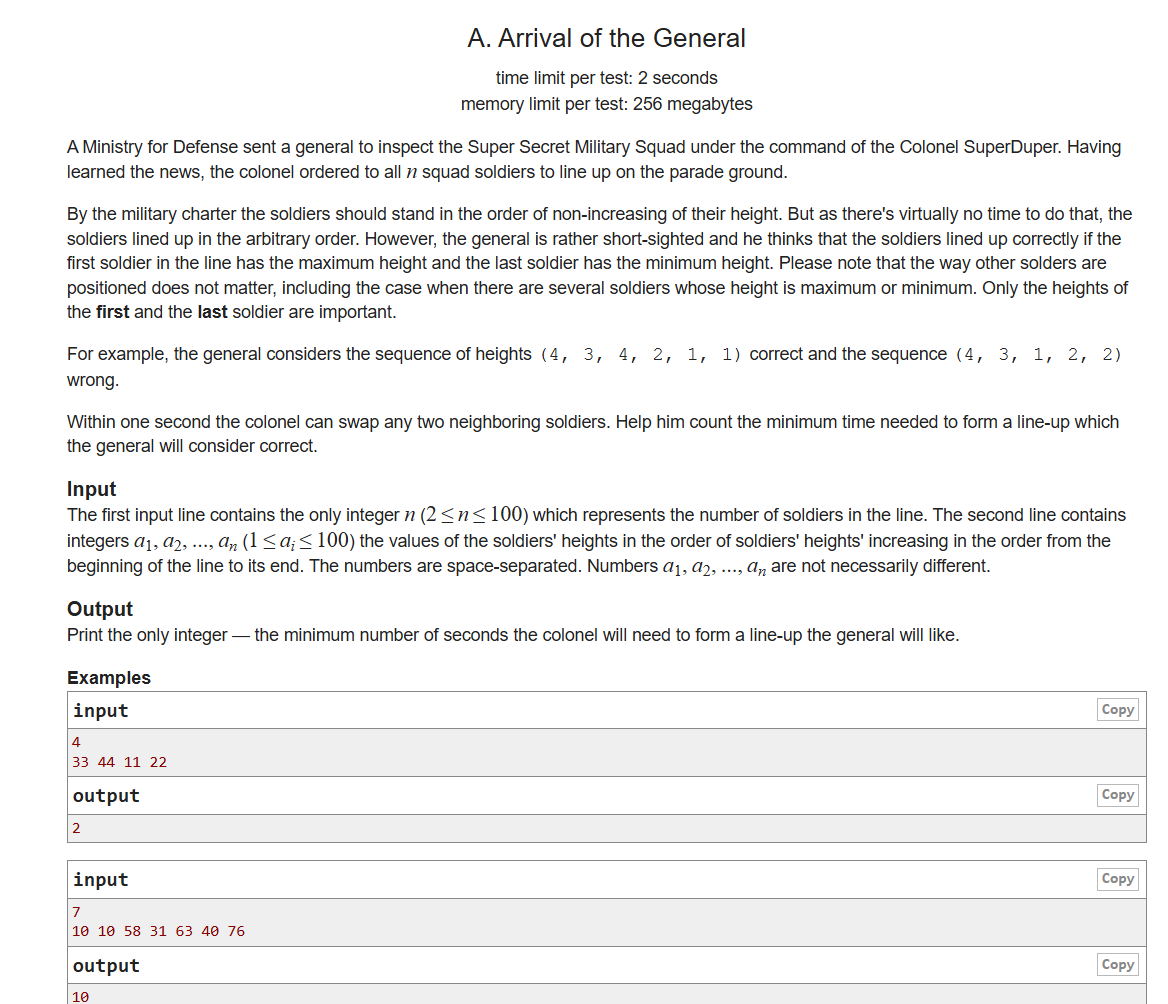 A. Arrival of the General
time limit per test: 2 seconds
memory limit per test: 256 megabytes
A Ministry for Defense sent a general to inspect the Super Secret Military Squad under the command of the Colonel SuperDuper. Having
learned the news, the colonel ordered to all n squad soldiers to line up on the parade ground.
By the military charter the soldiers should stand in the order of non-increasing of their height. But as there's virtually no time to do that, the
soldiers lined up in the arbitrary order. However, the general is rather short-sighted and he thinks that the soldiers lined up correctly if the
first soldier in the line has the maximum height and the last soldier has the minimum height. Please note that the way other solders are
positioned does not matter, including the case when there are several soldiers whose height is maximum or minimum. Only the heights of
the first and the last soldier are important.
For example, the general considers the sequence of heights (4, 3, 4, 2, 1, 1) correct and the sequence (4, 3, 1, 2, 2)
wrong.
Within one second the colonel can swap any two neighboring soldiers. Help him count the minimum time needed to form a line-up which
the general will consider correct.
Input
The first input line contains the only integer n (2 ≤ n ≤ 100) which represents the number of soldiers in the line. The second line contains
integers a₁, a₂, ..., aₙ (1 ≤ aᵢ ≤ 100) the values of the soldiers' heights in the order of soldiers' heights' increasing in the order from the
beginning of the line to its end. The numbers are space-separated. Numbers a₁, a₂, ..., aₙ are not necessarily different.
Output
Print the only integer — the minimum number of seconds the colonel will need to form a line-up the general will like.
Examples
input Copy
4
33 44 11 22
output Copy
2
input Copy
7
10 10 58 31 63 40 76
output Copy
10